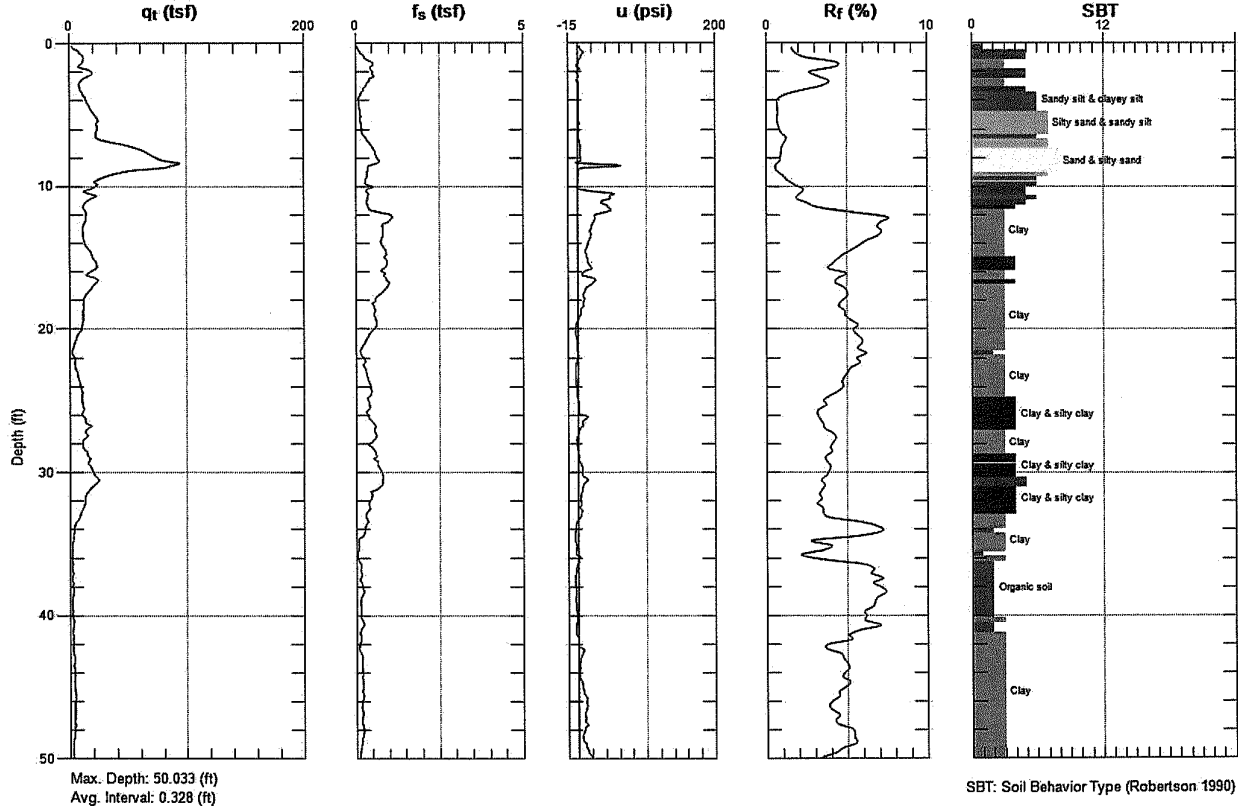 qt (tsf)
fs (tsf)
u (psi)
Rf (%)
SBT
0
200
0
5
-15
200
0
10
0
12
0
10
20
30
40
50
Depth (ft)
Sandy silt & clayey silt
Silty sand & sandy silt
Sand & silty sand
Clay
Clay
Clay
Clay & silty clay
Clay
Clay & silty clay
Clay & silty clay
Clay
Organic soil
Clay
Max. Depth: 50.033 (ft)
Avg. Interval: 0.328 (ft)
SBT: Soil Behavior Type (Robertson 1990)